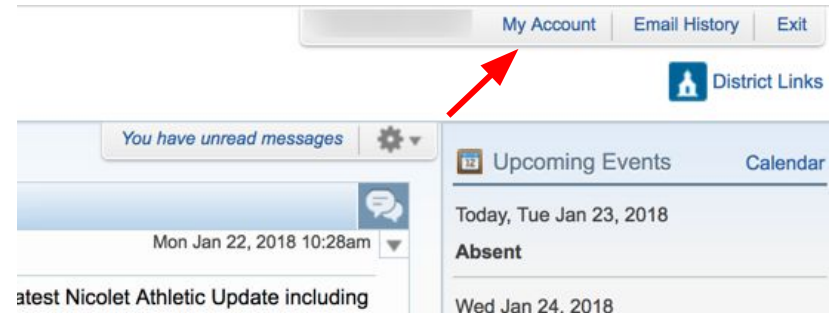 My Account Email History Exit
District Links
You have unread messages
12 Upcoming Events Calendar
Today, Tue Jan 23, 2018
Mon Jan 22, 2018 10:28am
Absent
atest Nicolet Athletic Update including
Wed Jan 24, 2018